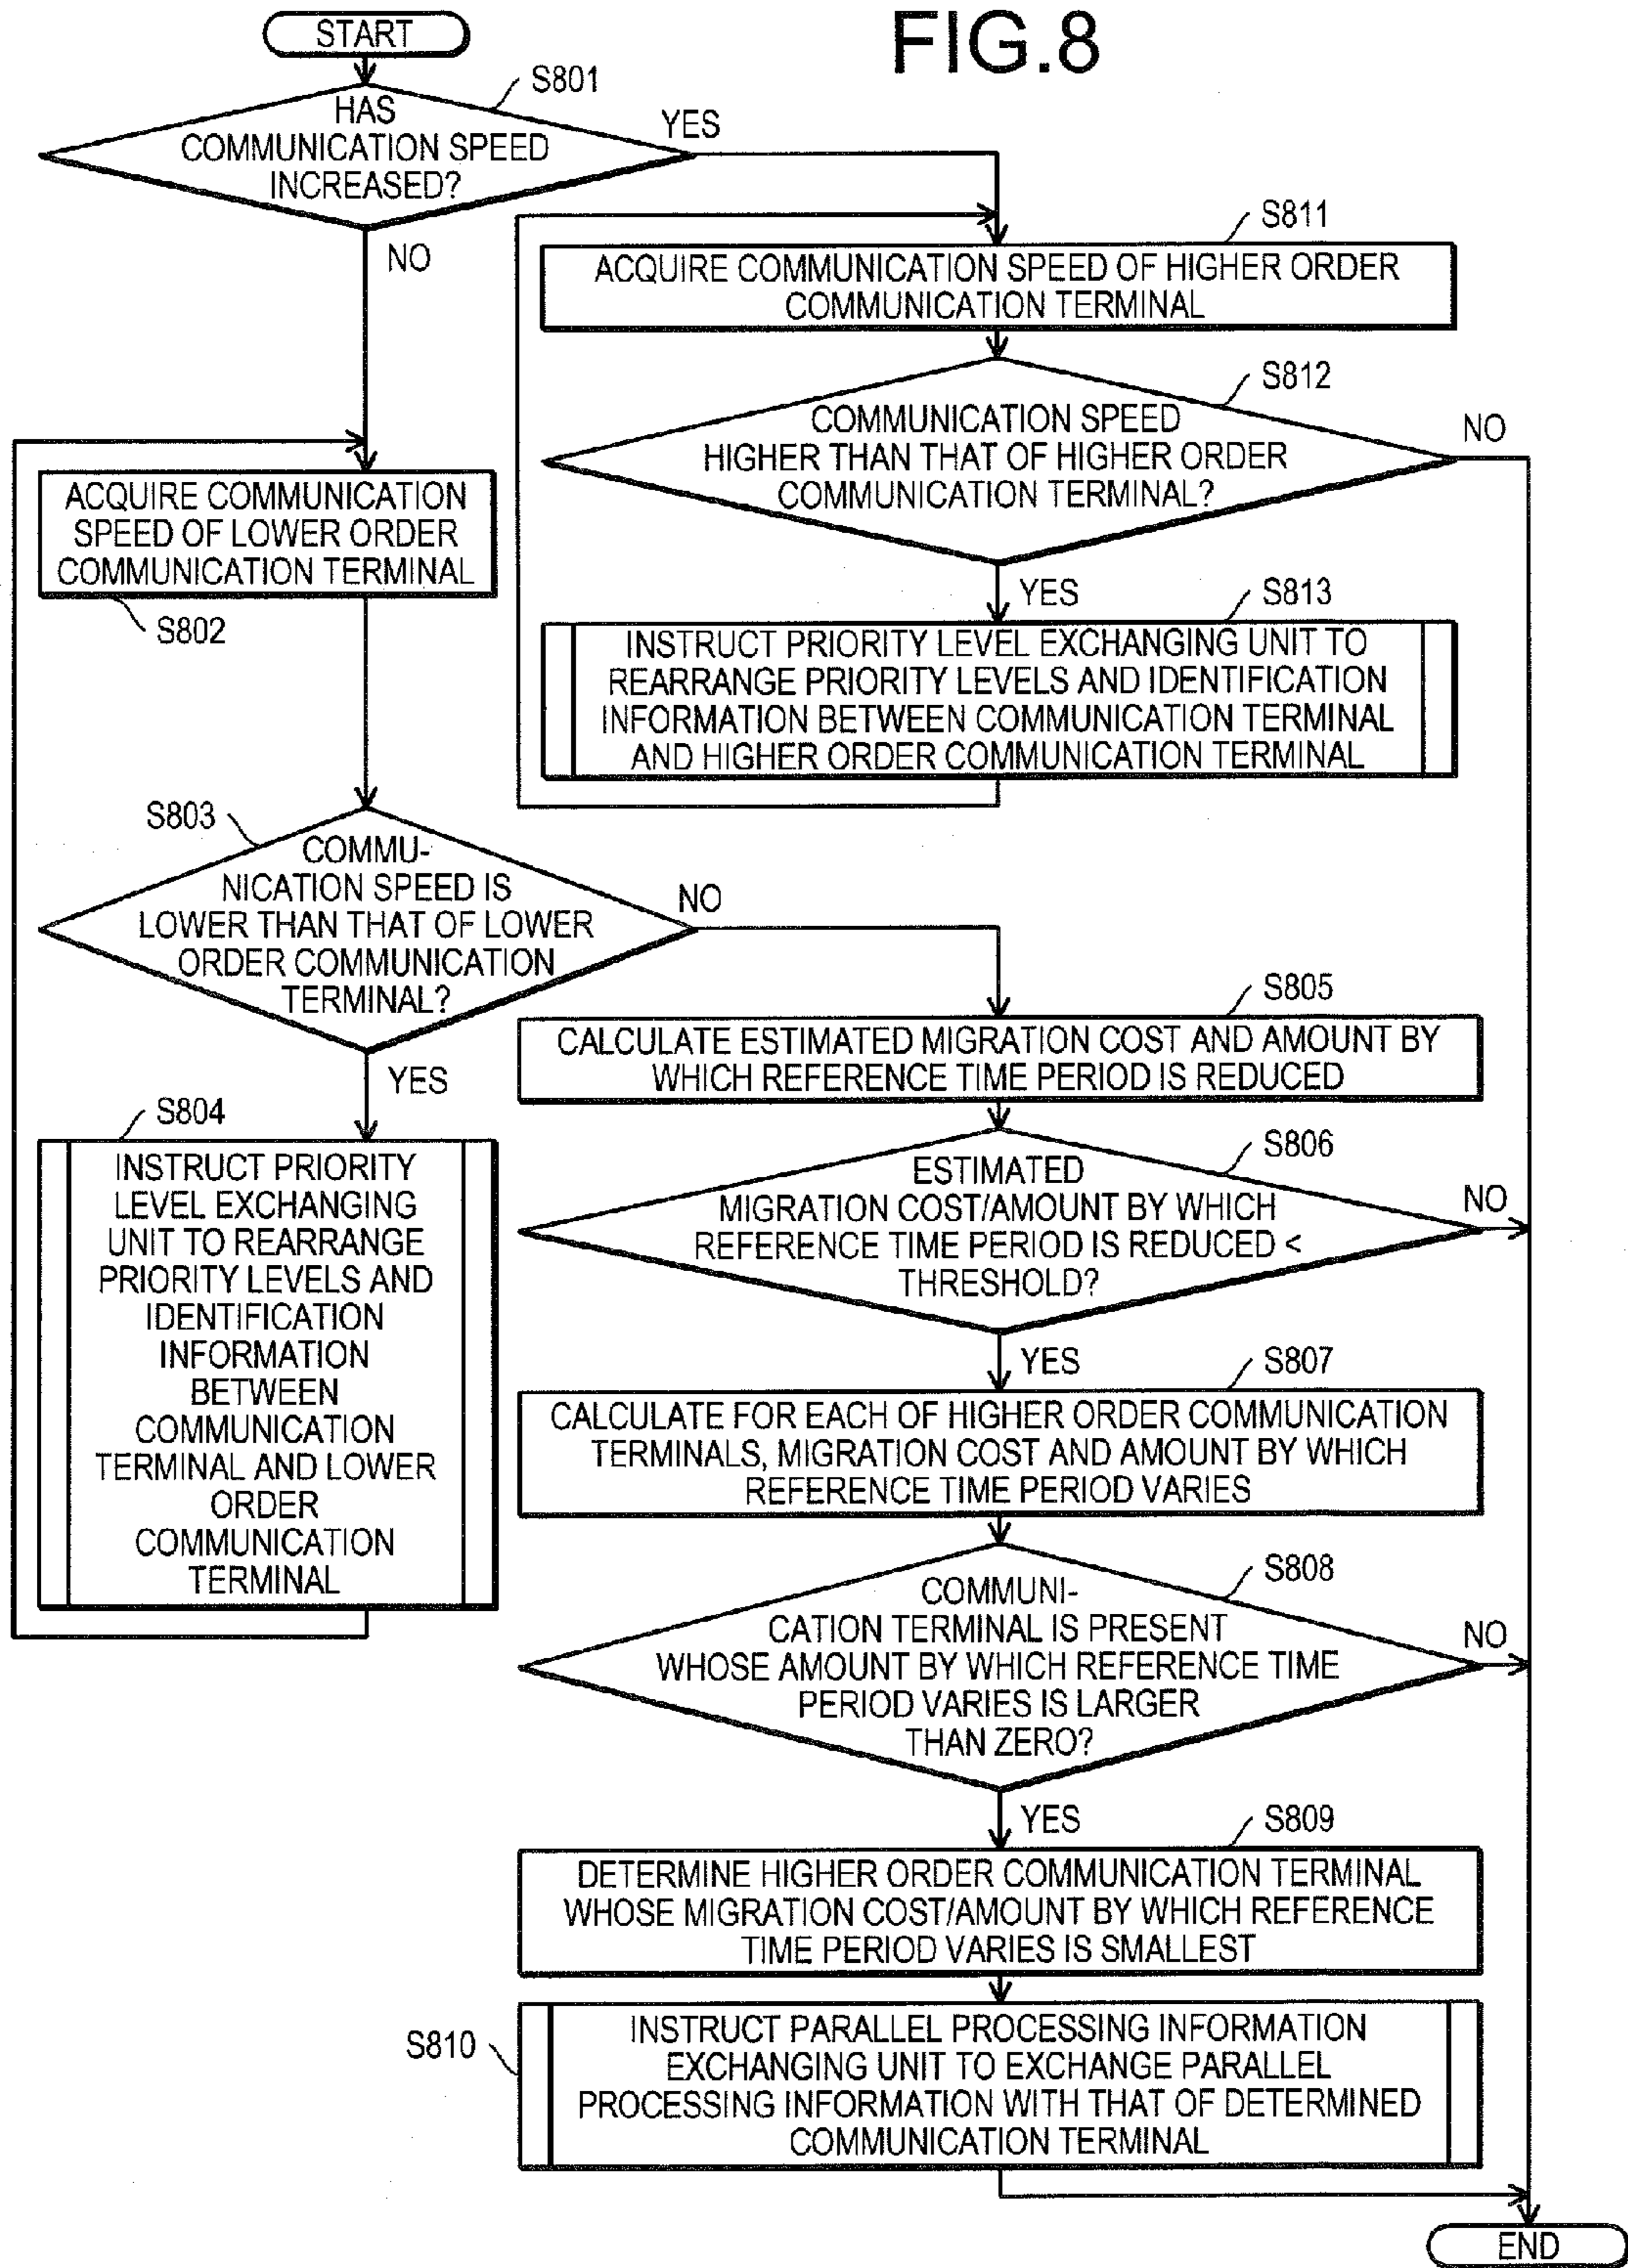 FIG.8
START
S801
HAS
COMMUNICATION SPEED
INCREASED?
YES
NO
S811
ACQUIRE COMMUNICATION SPEED OF HIGHER ORDER
COMMUNICATION TERMINAL
S812
COMMUNICATION SPEED
HIGHER THAN THAT OF HIGHER ORDER
COMMUNICATION TERMINAL?
NO
YES
S813
INSTRUCT PRIORITY LEVEL EXCHANGING UNIT TO
REARRANGE PRIORITY LEVELS AND IDENTIFICATION
INFORMATION BETWEEN COMMUNICATION TERMINAL
AND HIGHER ORDER COMMUNICATION TERMINAL
ACQUIRE COMMUNICATION
SPEED OF LOWER ORDER
COMMUNICATION TERMINAL
S802
S803
COMMU-
NICATION SPEED IS
LOWER THAN THAT OF LOWER
ORDER COMMUNICATION
TERMINAL?
NO
YES
S804
INSTRUCT PRIORITY
LEVEL EXCHANGING
UNIT TO REARRANGE
PRIORITY LEVELS AND
IDENTIFICATION
INFORMATION
BETWEEN
COMMUNICATION
TERMINAL AND LOWER
ORDER
COMMUNICATION
TERMINAL
S805
CALCULATE ESTIMATED MIGRATION COST AND AMOUNT BY
WHICH REFERENCE TIME PERIOD IS REDUCED
S806
ESTIMATED
MIGRATION COST/AMOUNT BY WHICH
REFERENCE TIME PERIOD IS REDUCED <
THRESHOLD?
NO
YES
S807
CALCULATE FOR EACH OF HIGHER ORDER COMMUNICATION
TERMINALS, MIGRATION COST AND AMOUNT BY WHICH
REFERENCE TIME PERIOD VARIES
S808
COMMUNI-
CATION TERMINAL IS PRESENT
WHOSE AMOUNT BY WHICH REFERENCE TIME
PERIOD VARIES IS LARGER
THAN ZERO?
NO
YES
S809
DETERMINE HIGHER ORDER COMMUNICATION TERMINAL
WHOSE MIGRATION COST/AMOUNT BY WHICH REFERENCE
TIME PERIOD VARIES IS SMALLEST
S810
INSTRUCT PARALLEL PROCESSING INFORMATION
EXCHANGING UNIT TO EXCHANGE PARALLEL
PROCESSING INFORMATION WITH THAT OF DETERMINED
COMMUNICATION TERMINAL
END